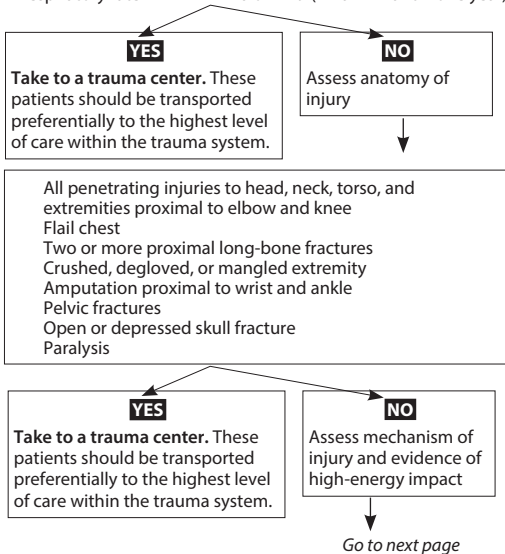 YES
Take to a trauma center. These
patients should be transported
preferentially to the highest level
of care within the trauma system.
NO
Assess anatomy of
injury
All penetrating injuries to head, neck, torso, and
extremities proximal to elbow and knee
Flail chest
Two or more proximal long-bone fractures
Crushed, degloved, or mangled extremity
Amputation proximal to wrist and ankle
Pelvic fractures
Open or depressed skull fracture
Paralysis
YES
Take to a trauma center. These
patients should be transported
preferentially to the highest level
of care within the trauma system.
NO
Assess mechanism of
injury and evidence of
high-energy impact
Go to next page